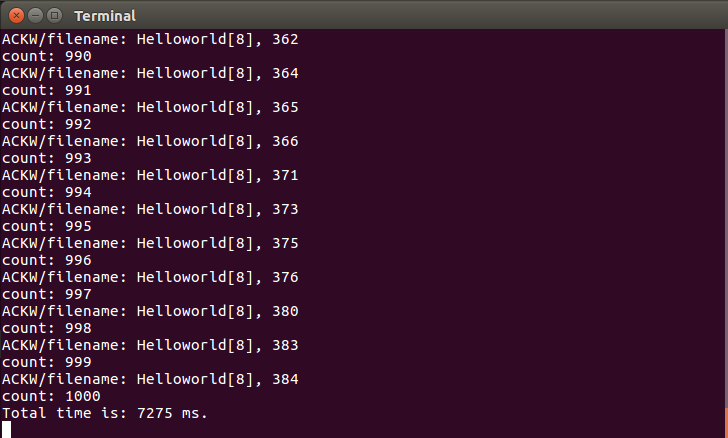 Terminal
ACKW/filename: Helloworld[8], 362
count: 990
ACKW/filename: Helloworld[8], 364
count: 991
ACKW/filename: Helloworld[8], 365
count: 992
ACKW/filename: Helloworld[8], 366
count: 993
ACKW/filename: Helloworld[8], 371
count: 994
ACKW/filename: Helloworld[8], 373
count: 995
ACKW/filename: Helloworld[8], 375
count: 996
ACKW/filename: Helloworld[8], 376
count: 997
ACKW/filename: Helloworld[8], 380
count: 998
ACKW/filename: Helloworld[8], 383
count: 999
ACKW/filename: Helloworld[8], 384
count: 1000
Total time is: 7275 ms.